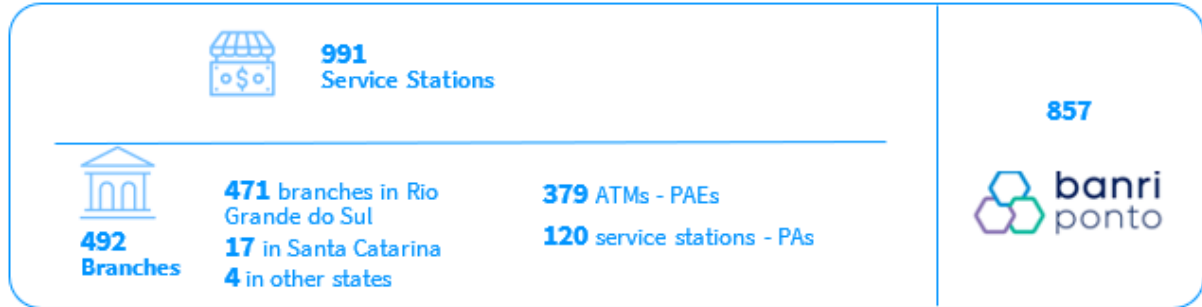 991
Service Stations
492
Branches
471 branches in Rio
Grande do Sul
17 in Santa Catarina
4 in other states
379 ATMs - PAEs
120 service stations - PAs
857
banri
ponto